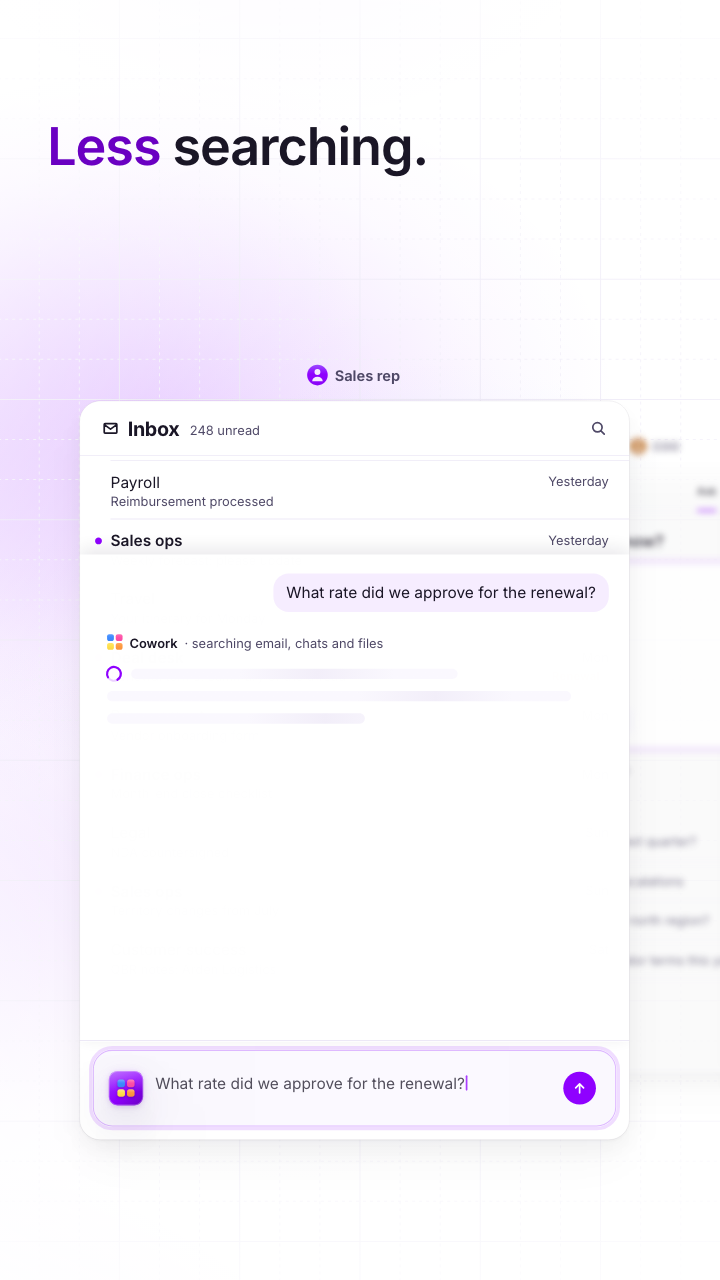 Less searching.
Sales rep
Inbox 248 unread
Payroll Yesterday
Reimbursement processed
Sales ops Yesterday
What rate did we approve for the renewal?
Cowork · searching email, chats and files
What rate did we approve for the renewal?